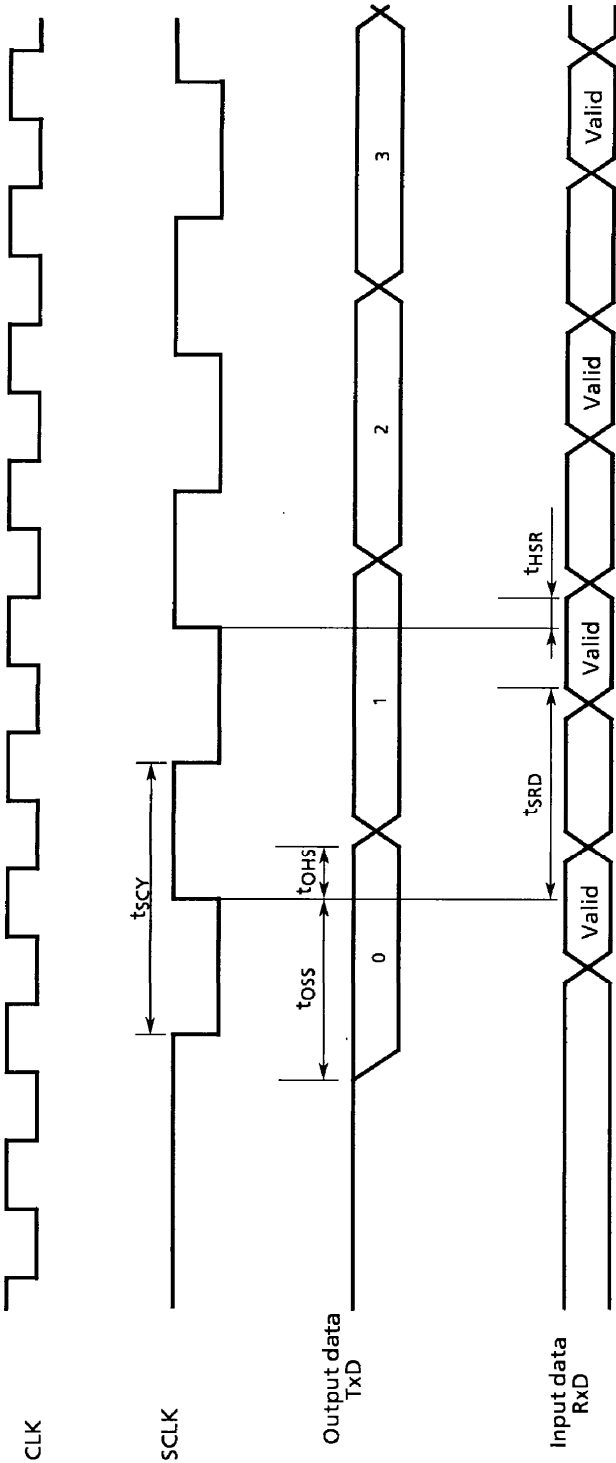 CLK
SCLK
tSCY
Output data
TxD
tOSS
tOHS
0
1
2
3
Input data
RxD
tSRD
tHSR
Valid
Valid
Valid
Valid